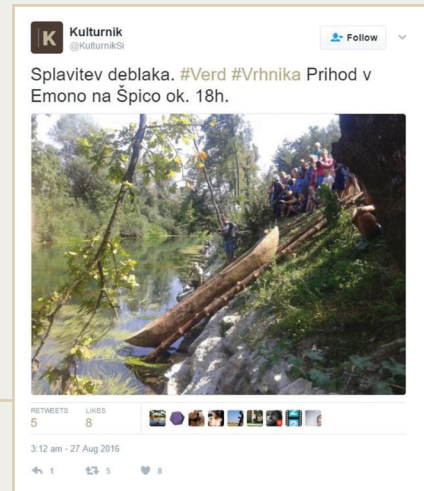 Kulturnik
@KulturnikSi
Follow
Splavitev deblaka. #Verd #Vrhnika Prihod v
Emono na Špico ok. 18h.
RETWEETS
LIKES
5
8
3:12 am - 27 Aug 2016
1
5
8